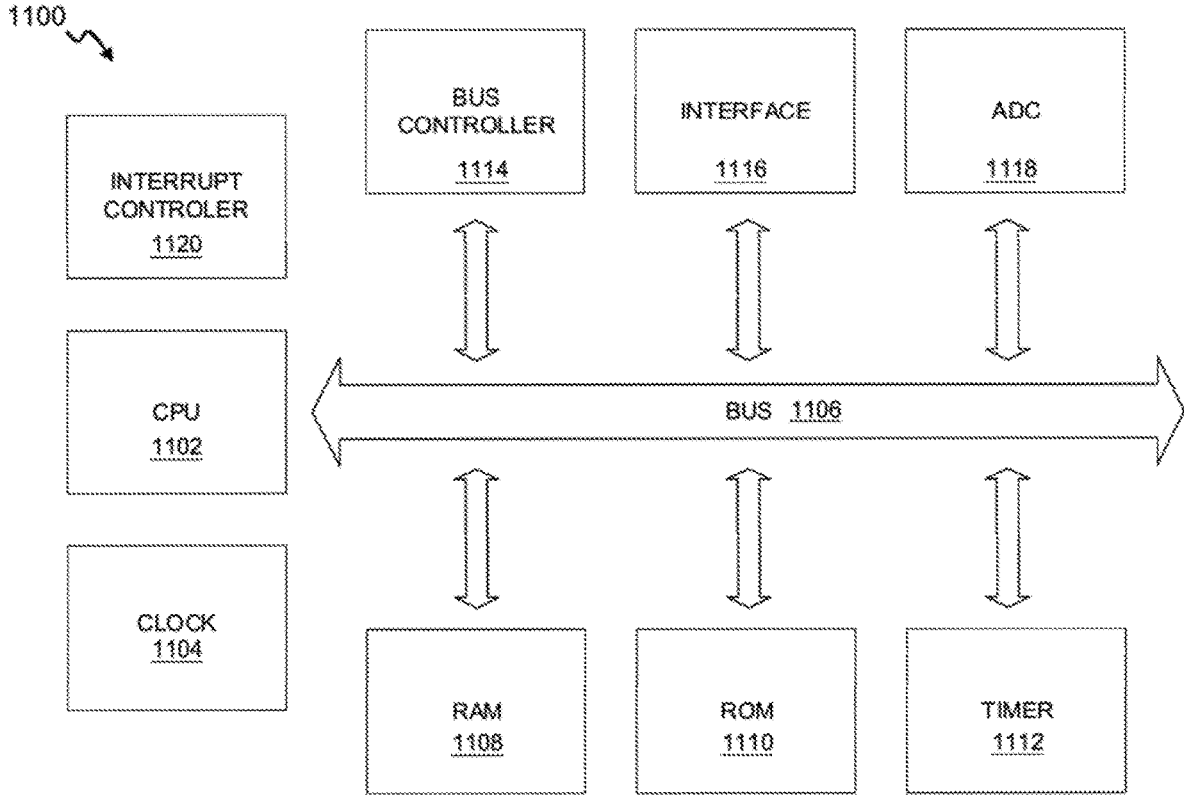 1100
BUS
CONTROLLER
1114
INTERFACE
1116
ADC
1118
INTERRUPT
CONTROLER
1120
CPU
1102
BUS 1106
CLOCK
1104
RAM
1108
ROM
1110
TIMER
1112